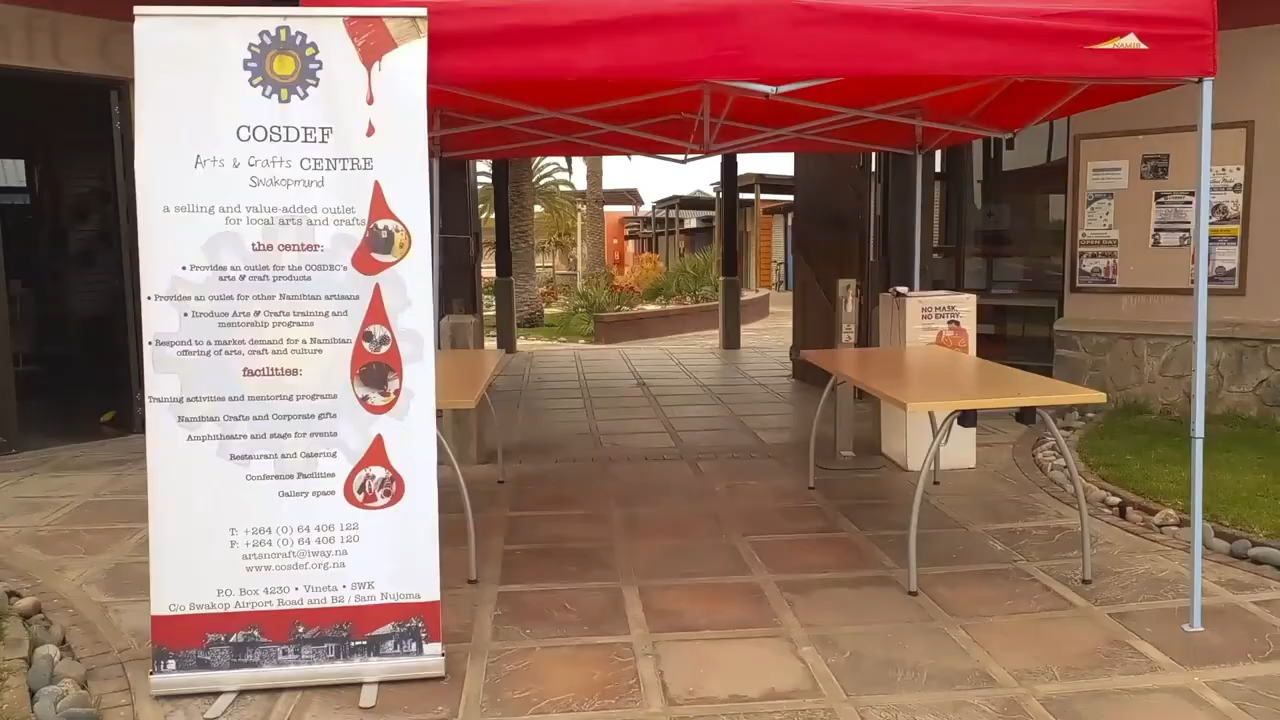 COSDEF
Arts & Crafts CENTRE
Swakopmund
a selling and value-added outlet
for local arts and crafts
the center:
• Provides an outlet for the COSDEC's
arts & craft products
• Provides an outlet for other Namibian artisans
• Itroduce Arts & Crafts training and
mentorship programs
• Respond to a market demand for a Namibian
offering of arts, craft and culture
facilities:
Training activities and mentoring programs
Namibian Crafts and Corporate gifts
Amphitheatre and stage for events
Restaurant and Catering
Conference Facilities
Gallery space
T: +264 (0) 64 406 122
F: +264 (0) 64 406 120
artsncraft@iway.na
www.cosdef.org.na
P.O. Box 4230 • Vineta • SWK
C/o Swakop Airport Road and B2 / Sam Nujoma
NAMIB
NO MASK,
NO ENTRY.
OPEN DAY